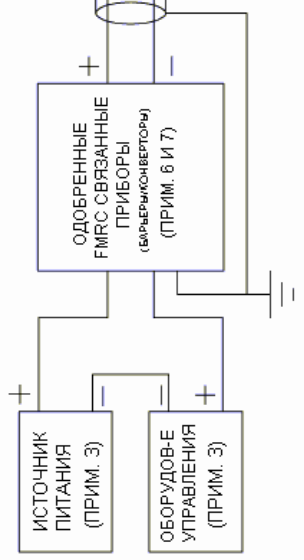 ОДОБРЕННЫЕ
FMRC СВЯЗАННЫЕ
ПРИБОРЫ
(БАРЬЕРЫ/КОНВЕРТОРЫ)
(ПРИМ. 6 И 7)
ИСТОЧНИК
ПИТАНИЯ
(ПРИМ. 3)
ОБОРУДОВ-Е
УПРАВЛЕНИЯ
(ПРИМ. 3)